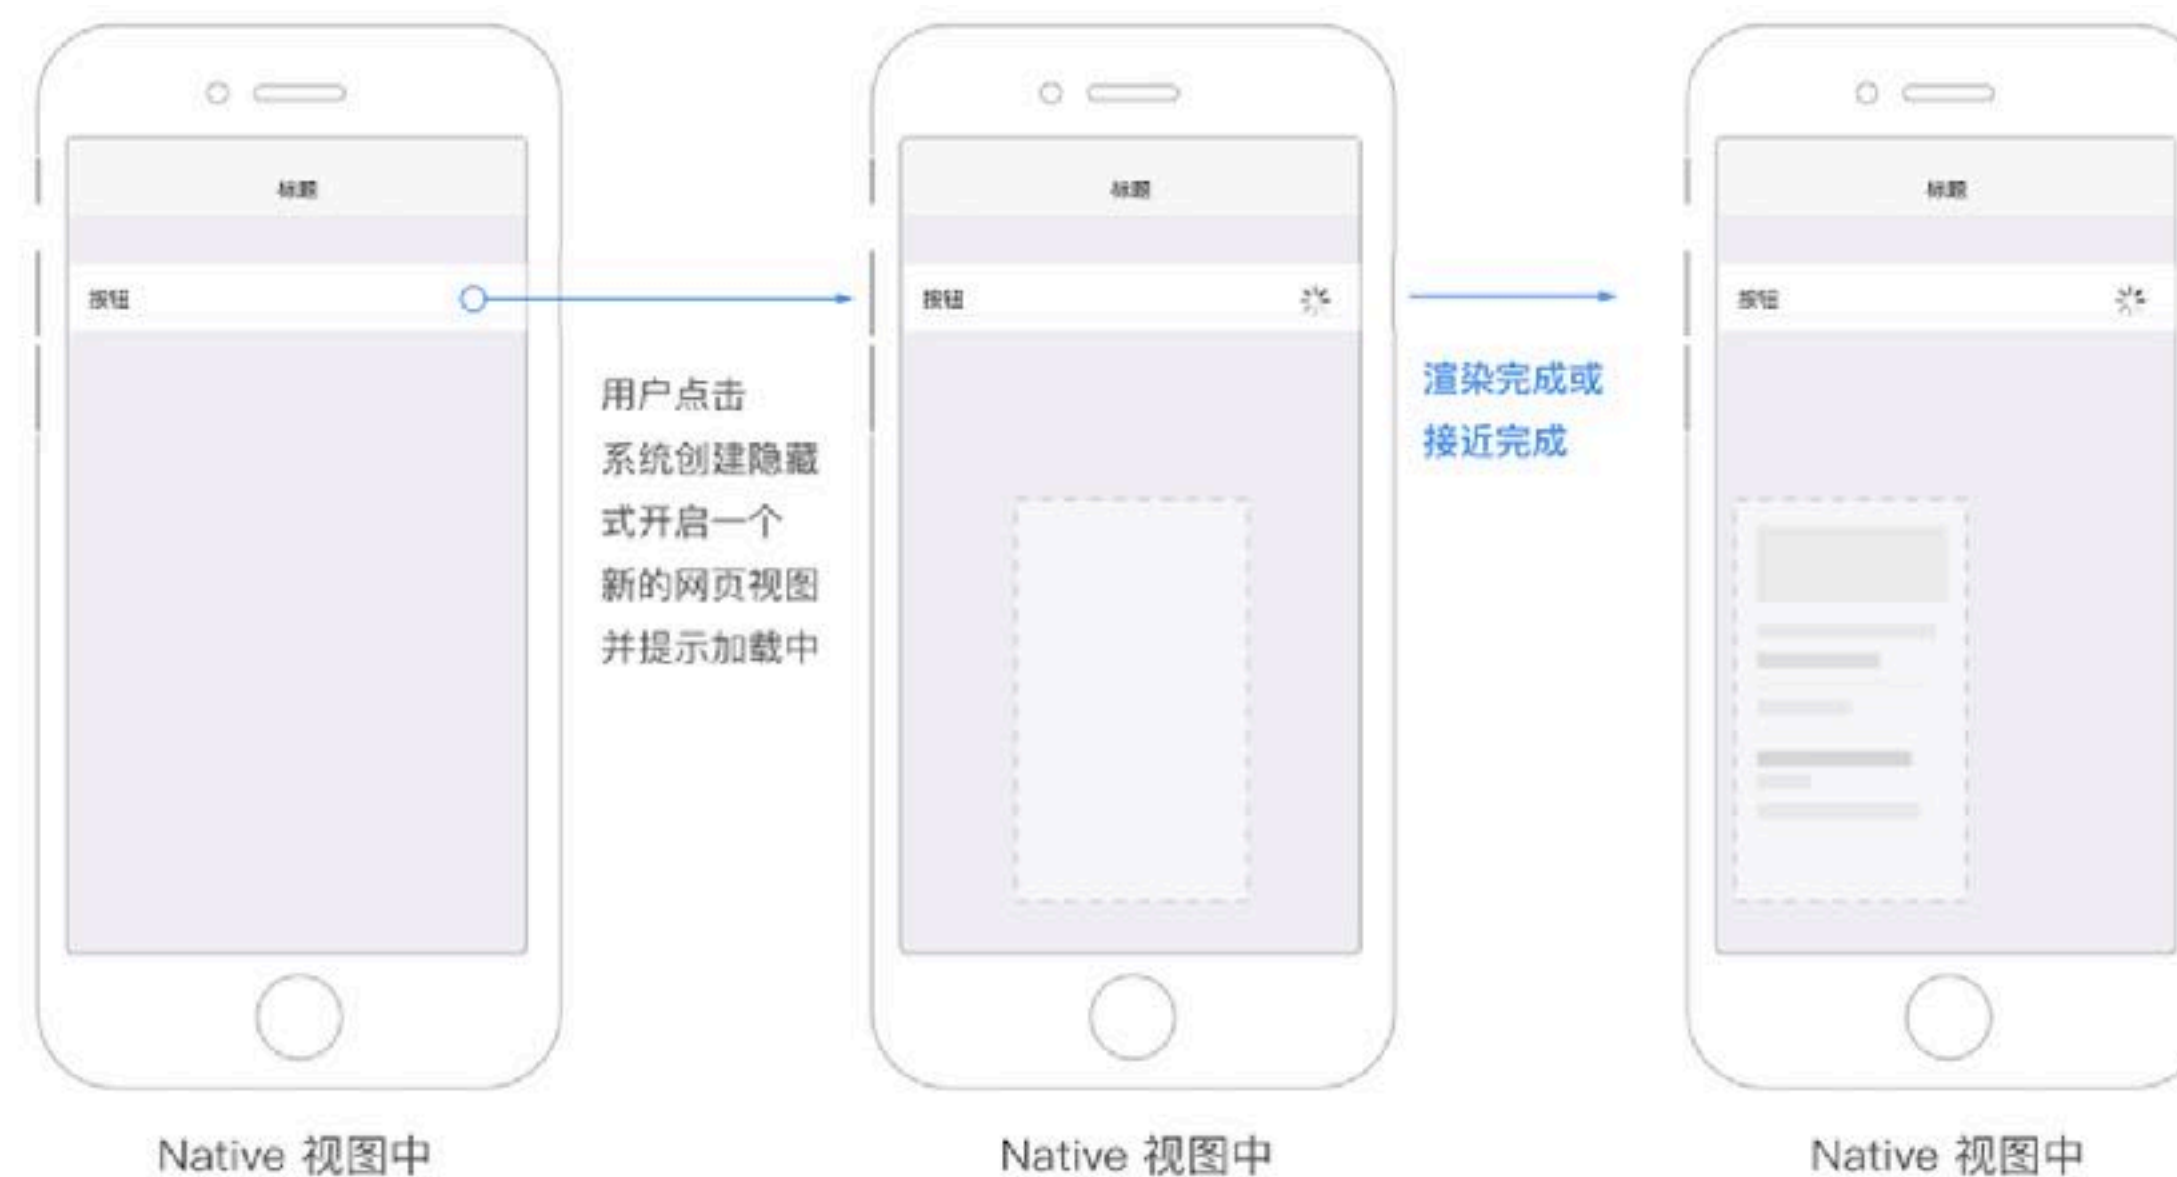 标题
按钮
用户点击
系统创建隐藏
式开启一个
新的网页视图
并提示加载中
Native 视图中
标题
按钮
渲染完成或
接近完成
Native 视图中
标题
按钮
Native 视图中